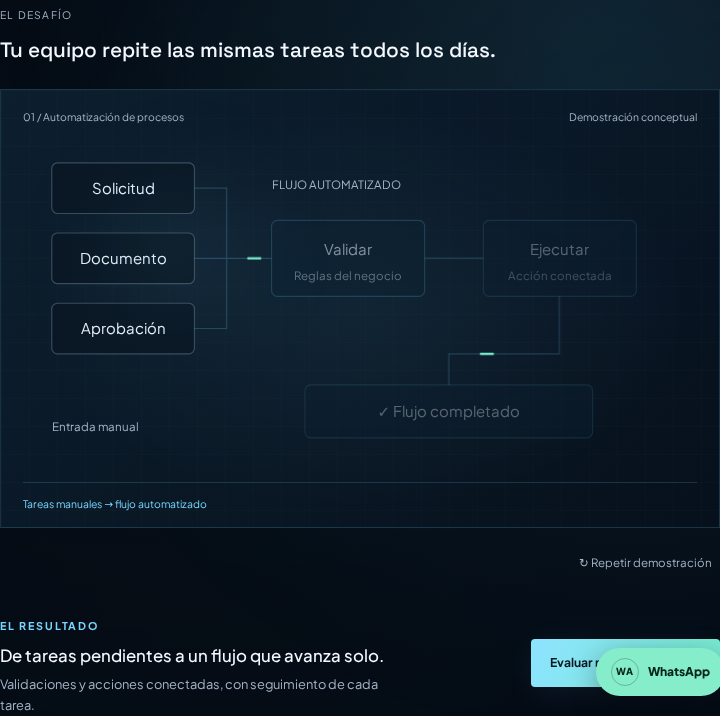 EL DESAFÍO
Tu equipo repite las mismas tareas todos los días.
01 / Automatización de procesos
Demostración conceptual
Solicitud
FLUJO AUTOMATIZADO
Validar
Reglas del negocio
Ejecutar
Acción conectada
Documento
Aprobación
✓ Flujo completado
Entrada manual
Tareas manuales → flujo automatizado
↻ Repetir demostración
EL RESULTADO
De tareas pendientes a un flujo que avanza solo.
Validaciones y acciones conectadas, con seguimiento de cada
tarea.
Evaluar
WA WhatsApp